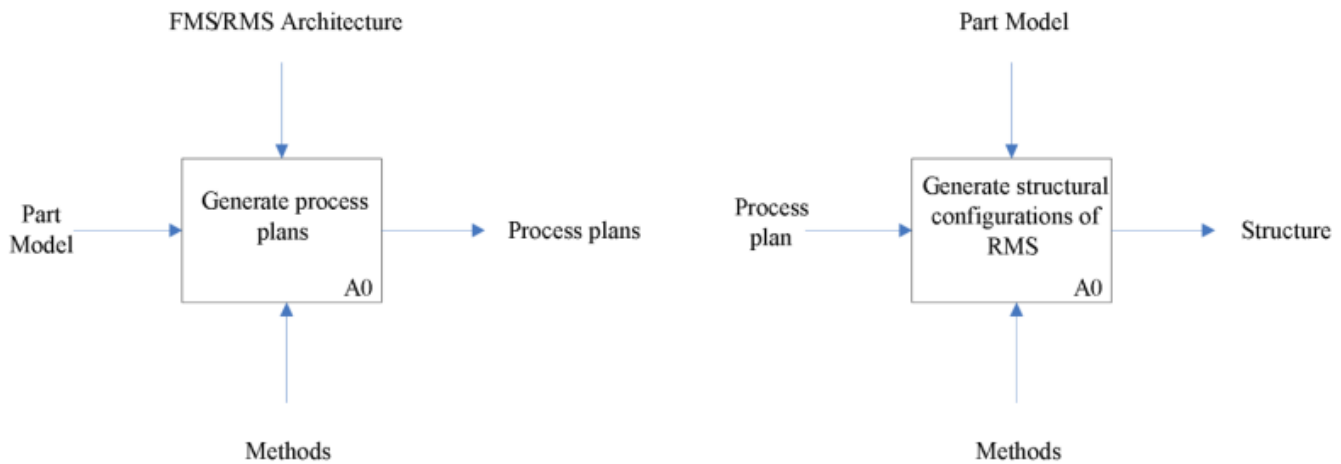 FMS/RMS Architecture
Part
Model
Generate process
plans
A0
Process plans
Methods
Part Model
Process
plan
Generate structural
configurations of
RMS
A0
Structure
Methods